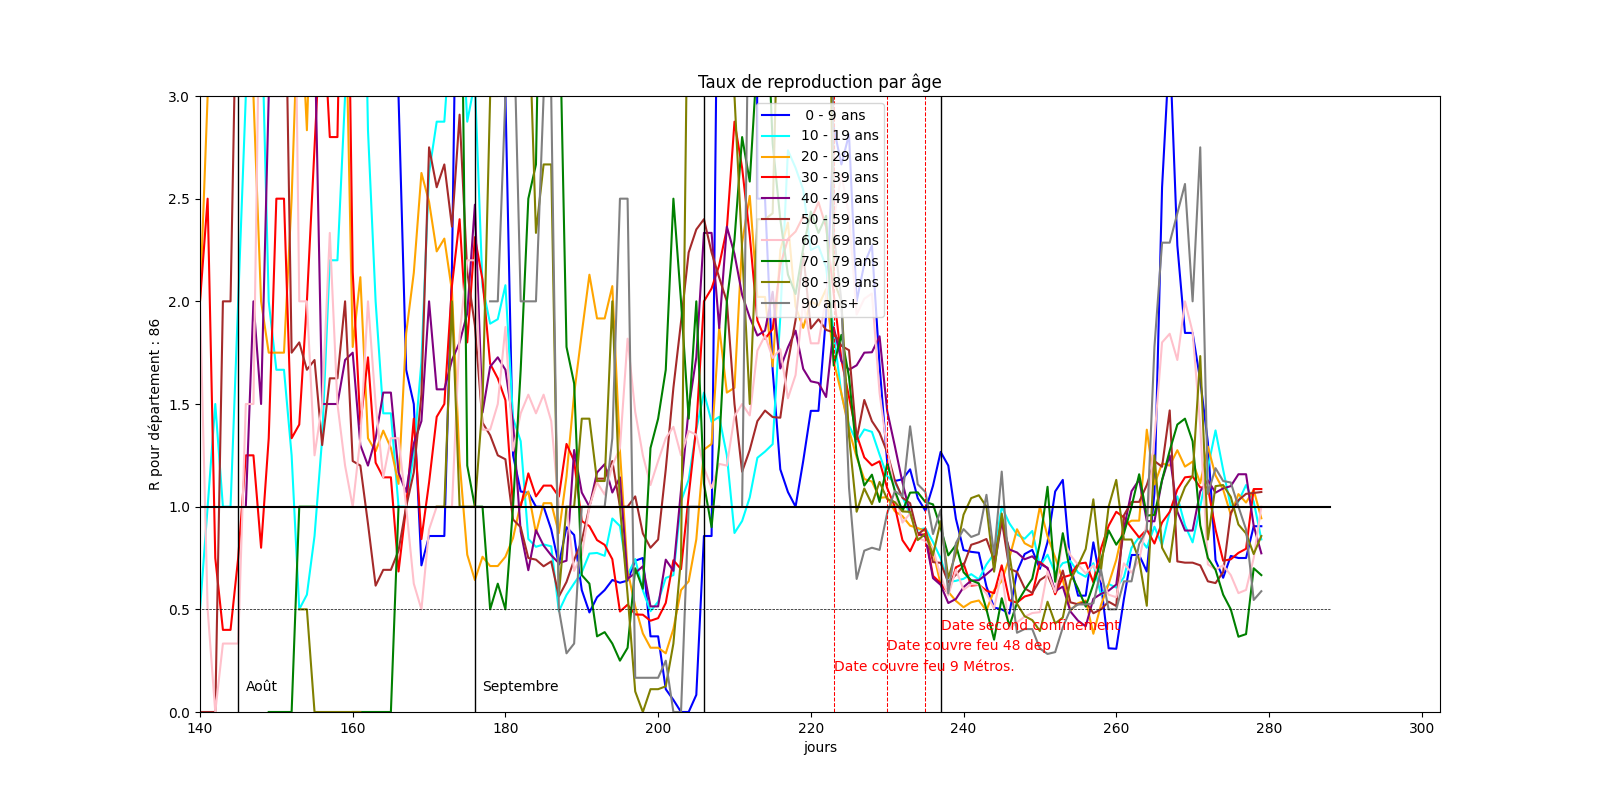 Taux de reproduction par âge
R pour département : 86
3.0
2.5
2.0
1.5
1.0
0.5
0.0
0 - 9 ans
10 - 19 ans
20 - 29 ans
30 - 39 ans
40 - 49 ans
50 - 59 ans
60 - 69 ans
70 - 79 ans
80 - 89 ans
90 ans+
Date second confinement
Date couvre feu 48 dep
Date couvre feu 9 Métros.
Août
Septembre
140 160 180 200 220 240 260 280 300
jours